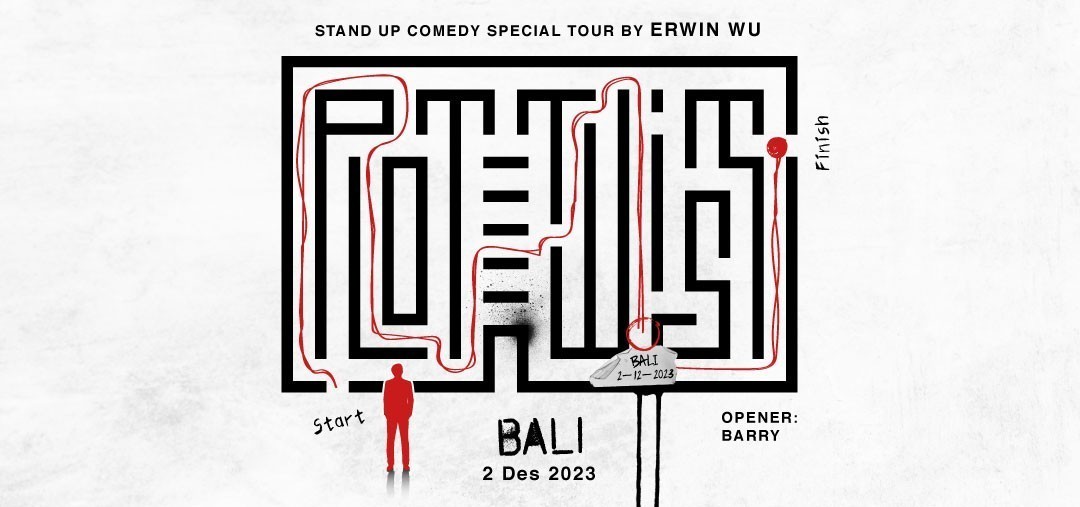 STAND UP COMEDY SPECIAL TOUR BY ERWIN WU
PLOT TWIST
Finish
BALI
2-12-2023
Start
BALI
2 Des 2023
OPENER:
BARRY